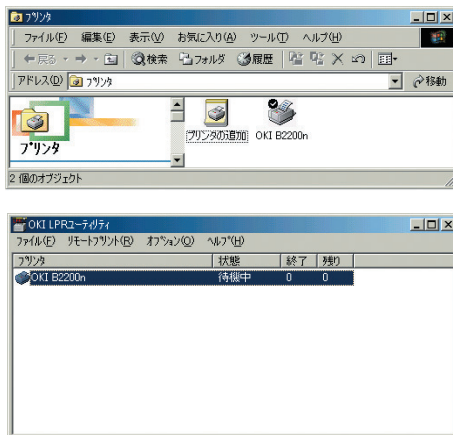 プリンタ
ファイル(F) 編集(E) 表示(V) お気に入り(A) ツール(T) ヘルプ(H)
戻る 検索 フォルダ 履歴
アドレス(D) プリンタ 移動
プリンタ
プリンタの追加 OKI B2200n
2 個のオブジェクト
OKI LPRユーティリティ
ファイル(F) リモートプリント(R) オプション(O) ヘルプ(H)
プリンタ 状態 終了 残り
OKI B2200n 待機中 0 0